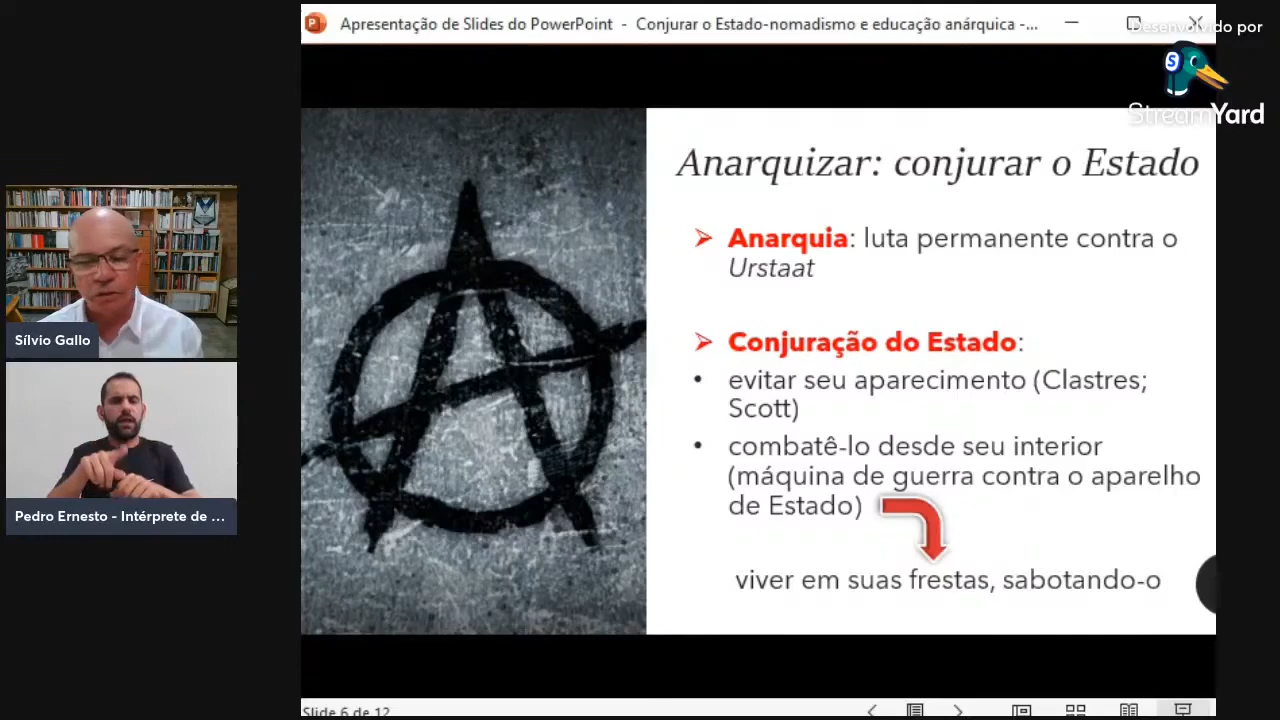 Apresentação de Slides do PowerPoint - Conjurar o Estado-nomadismo e educação anárquica -...
Desenvolvido por
StreamYard
Anarquizar: conjurar o Estado
Anarquia: luta permanente contra o
Urstaat
Conjuração do Estado:
• evitar seu aparecimento (Clastres;
Scott)
• combatê-lo desde seu interior
(máquina de guerra contra o aparelho
de Estado)
viver em suas frestas, sabotando-o
Sílvio Gallo
Pedro Ernesto - Intérprete de ...
Slide 6 de 12